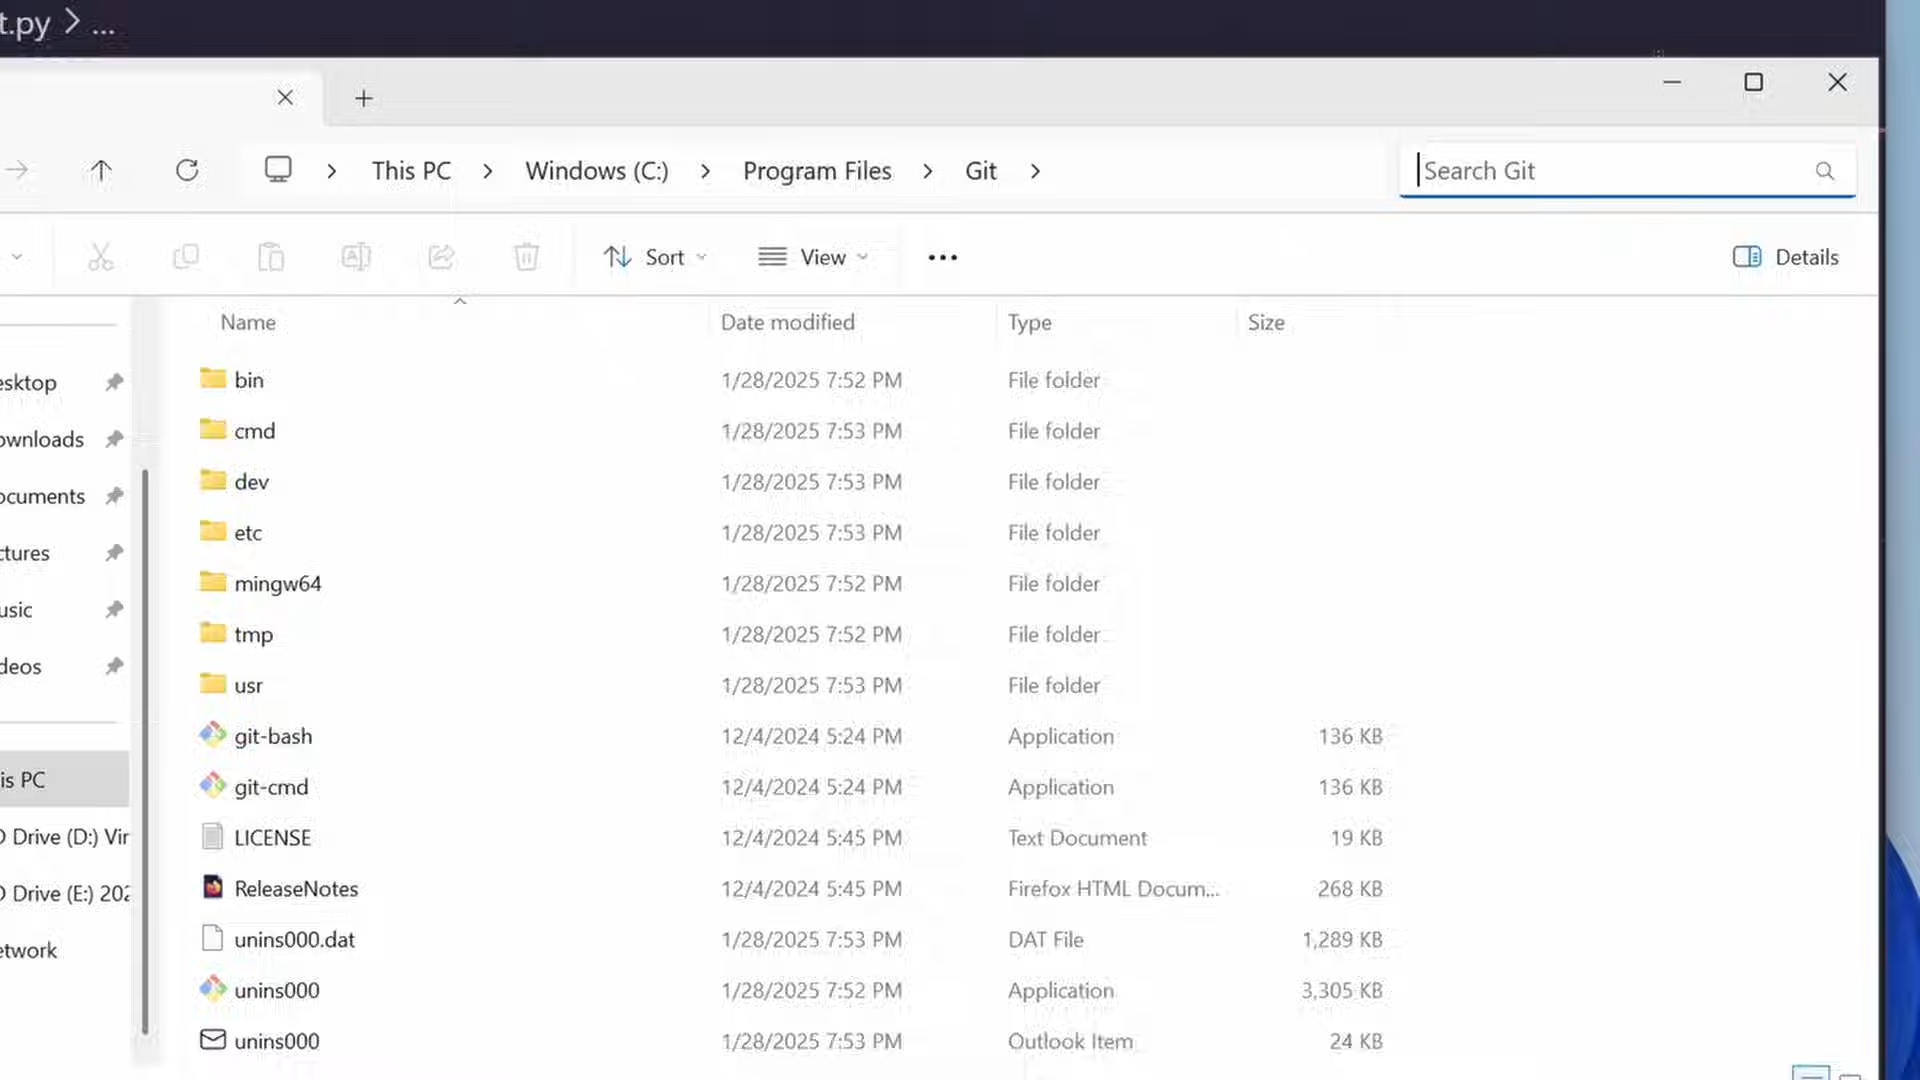 t.py > ...
This PC > Windows (C:) > Program Files > Git >
Search Git
Sort
View
Details
Name Date modified Type Size
bin 1/28/2025 7:52 PM File folder
cmd 1/28/2025 7:53 PM File folder
dev 1/28/2025 7:53 PM File folder
etc 1/28/2025 7:53 PM File folder
mingw64 1/28/2025 7:52 PM File folder
tmp 1/28/2025 7:52 PM File folder
usr 1/28/2025 7:53 PM File folder
git-bash 12/4/2024 5:24 PM Application 136 KB
git-cmd 12/4/2024 5:24 PM Application 136 KB
LICENSE 12/4/2024 5:45 PM Text Document 19 KB
ReleaseNotes 12/4/2024 5:45 PM Firefox HTML Docum... 268 KB
unins000.dat 1/28/2025 7:53 PM DAT File 1,289 KB
unins000 1/28/2025 7:52 PM Application 3,305 KB
unins000 1/28/2025 7:53 PM Outlook Item 24 KB
esktop
ownloads
ocuments
ctures
usic
deos
is PC
D Drive (D:) Vir
D Drive (E:) 202
etwork